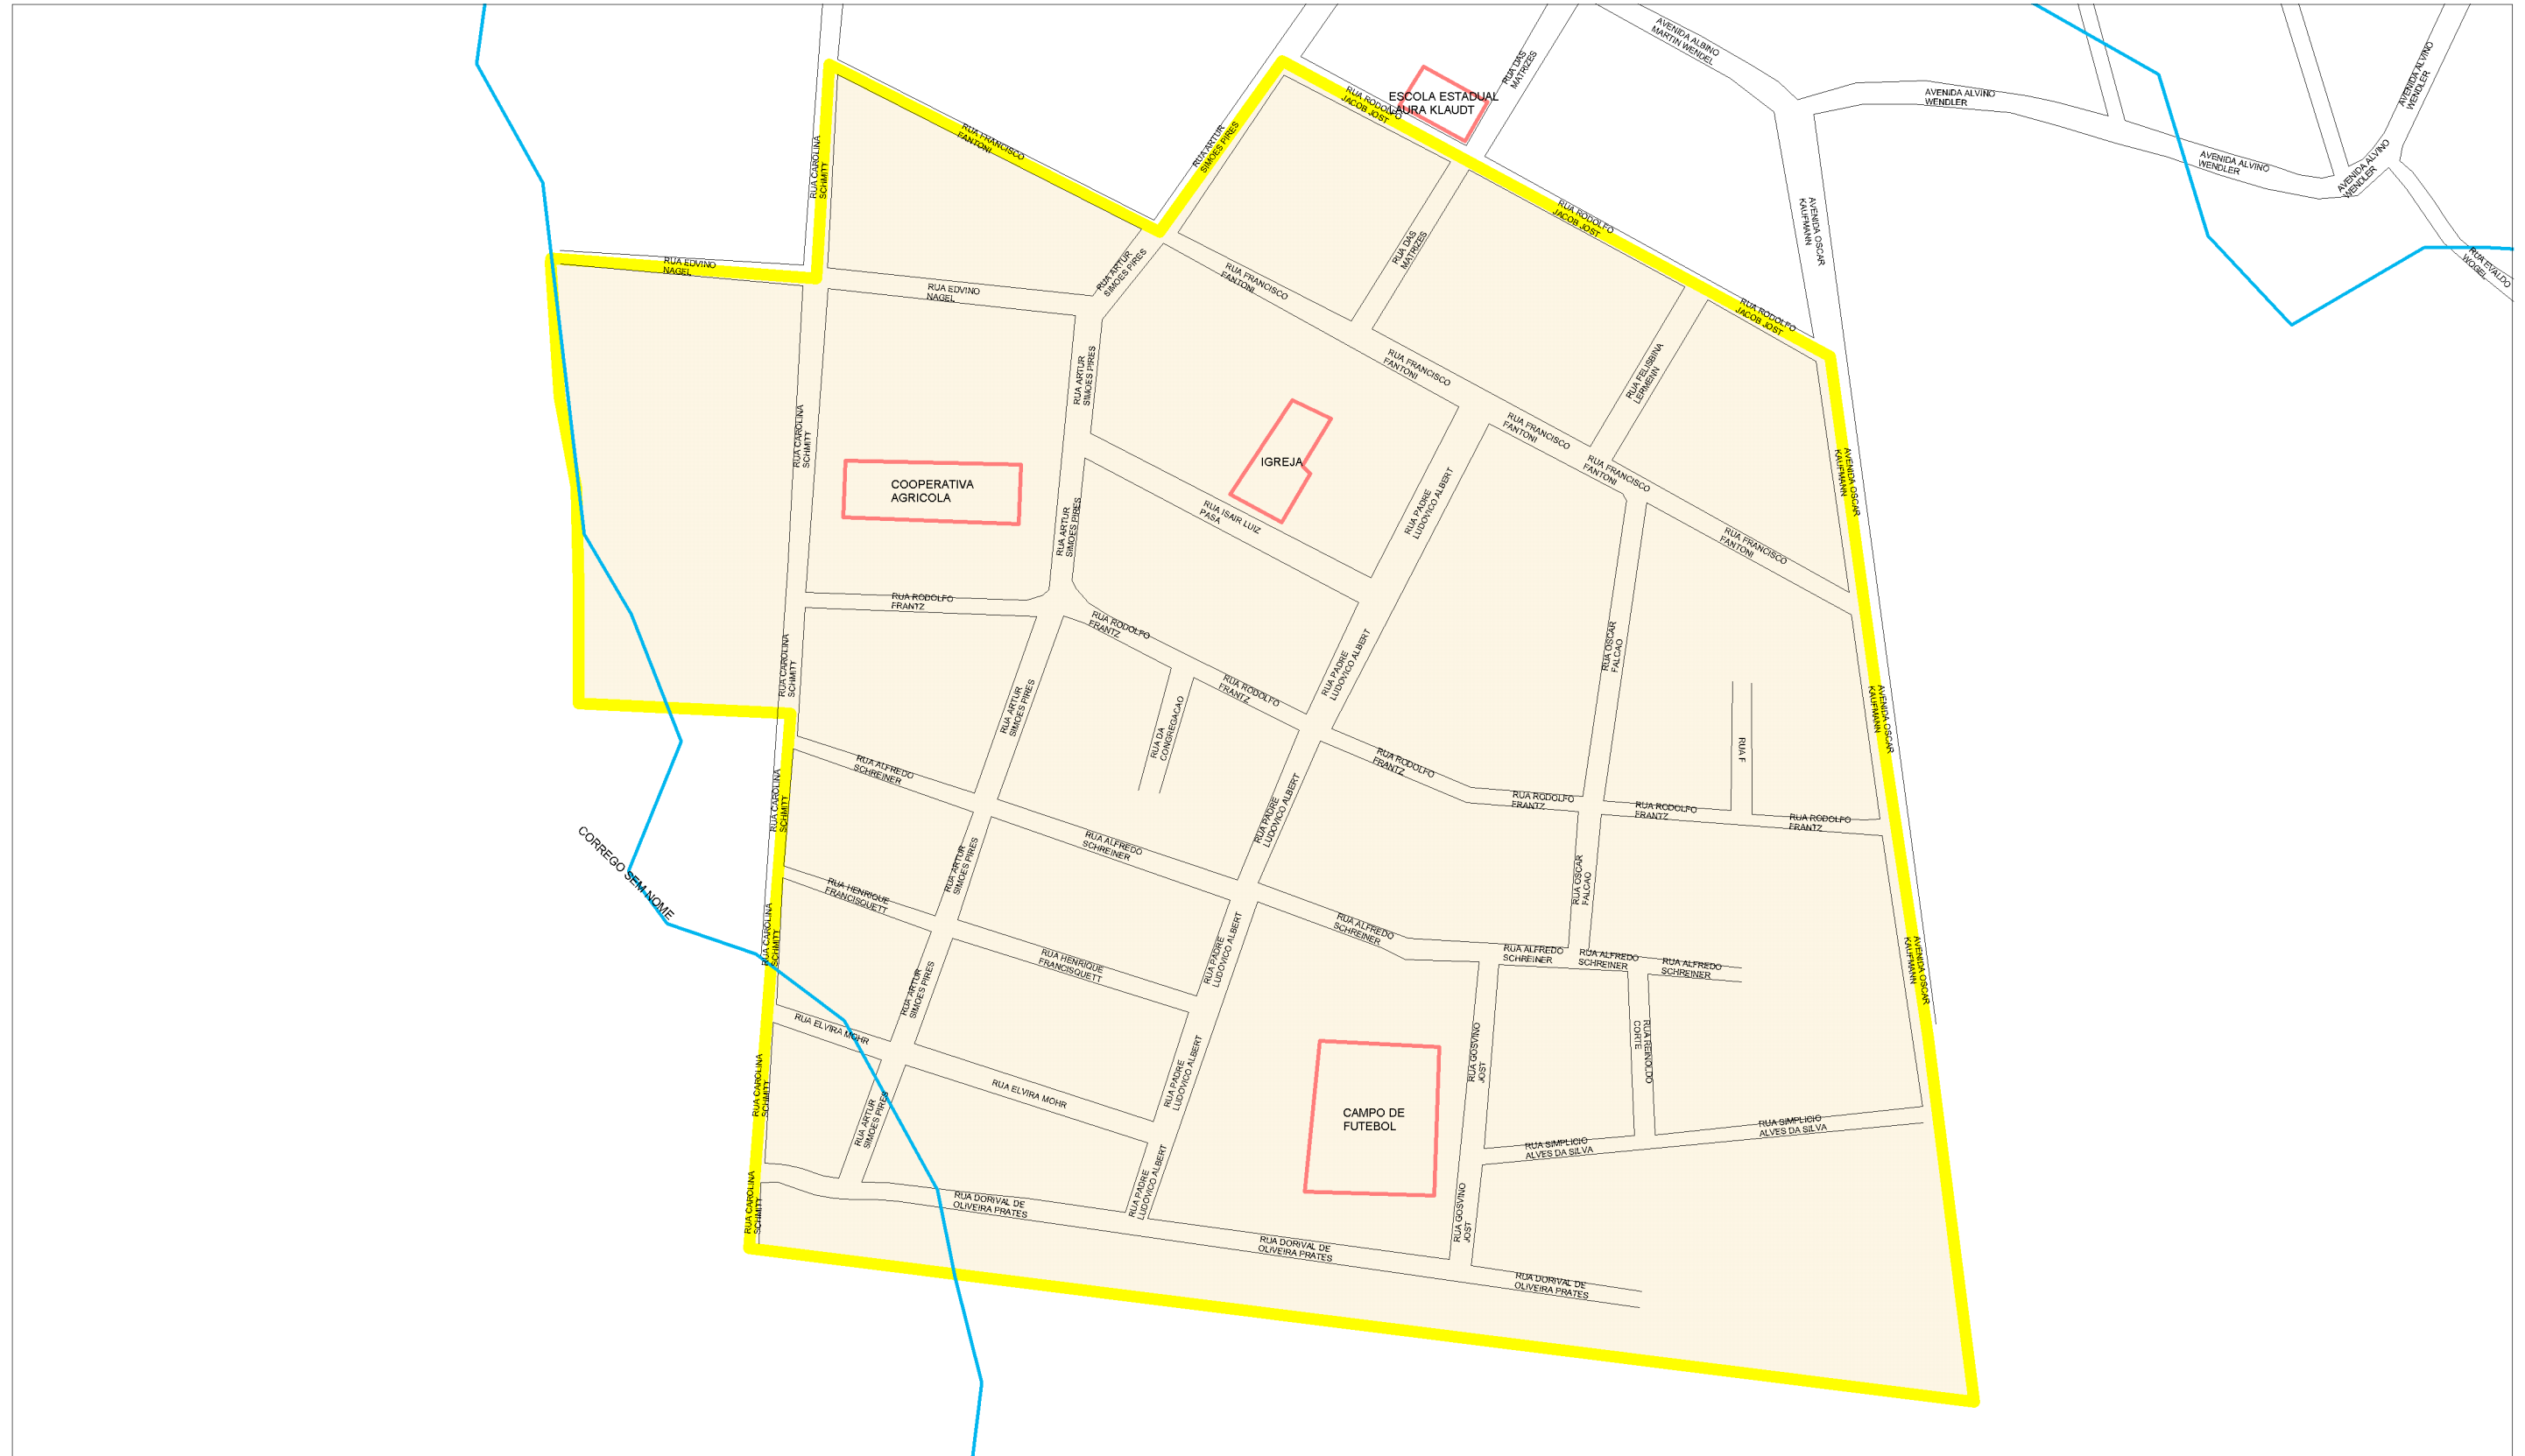 AVENIDA ALBINO
MARTIN WENDEL
RUA DAS
MATRIZES
AVENIDA ALVINO
WENDLER
AVENIDA ALVINO
WENDLER
RUA RODOLFO
JACOB JOST
ESCOLA ESTADUAL
LAURA KLAUDT
RUA FRANCISCO
FANTONI
RUA ARTUR
SIMOES PIRES
RUA CAROLINA
SCHMITT
AVENIDA ALVINO
WENDLER
AVENIDA ALVINO
WENDLER
RUA RODOLFO
JACOB JOST
AVENIDA OSCAR
KAUFMANN
RUA DAS
MATRIZES
RUA EDVINO
NAGEL
RUA ARTUR
SIMOES PIRES
RUA FRANCISCO
FANTONI
RUA EVALDO
WOGEL
RUA EDVINO
NAGEL
RUA RODOLFO
JACOB JOST
RUA ARTUR
SIMOES PIRES
RUA FRANCISCO
FANTONI
RUA FELISBINA
LERMENN
RUA CAROLINA
SCHMITT
RUA FRANCISCO
FANTONI
IGREJA
RUA FRANCISCO
FANTONI
AVENIDA OSCAR
KAUFMANN
COOPERATIVA
AGRICOLA
RUA PADRE
LUDOVICO ALBERT
RUA ISAIR LUIZ
PASA
RUA ARTUR
SIMOES PIRES
RUA FRANCISCO
FANTONI
RUA RODOLFO
FRANTZ
RUA RODOLFO
FRANTZ
RUA CAROLINA
SCHMITT
RUA PADRE
LUDOVICO ALBERT
RUA OSCAR
FALCAO
RUA ARTUR
SIMOES PIRES
RUA RODOLFO
FRANTZ
AVENIDA OSCAR
KAUFMANN
RUA DA
CONGREGACAO
RUA F
RUA ALFREDO
SCHREINER
RUA RODOLFO
FRANTZ
RUA CAROLINA
SCHMITT
RUA PADRE
LUDOVICO ALBERT
RUA RODOLFO
FRANTZ
RUA RODOLFO
FRANTZ
RUA RODOLFO
FRANTZ
RUA ALFREDO
SCHREINER
RUA ARTUR
SIMOES PIRES
CORREGO SEM NOME
RUA HENRIQUE
FRANCISQUETT
RUA OSCAR
FALCAO
RUA CAROLINA
SCHMITT
RUA ALFREDO
SCHREINER
RUA PADRE
LUDOVICO ALBERT
RUA HENRIQUE
FRANCISQUETT
RUA ALFREDO
SCHREINER
RUA ALFREDO
SCHREINER
RUA ALFREDO
SCHREINER
AVENIDA OSCAR
KAUFMANN
RUA ARTUR
SIMOES PIRES
RUA ELVIRA MOHR
RUA GOSVINO
JOST
RUA REINOLDO
CORTE
RUA CAROLINA
SCHMITT
RUA PADRE
LUDOVICO ALBERT
RUA ELVIRA MOHR
RUA ARTUR
SIMOES PIRES
CAMPO DE
FUTEBOL
RUA SIMPLICIO
ALVES DA SILVA
RUA SIMPLICIO
ALVES DA SILVA
RUA CAROLINA
SCHMITT
RUA PADRE
LUDOVICO ALBERT
RUA DORIVAL DE
OLIVEIRA PRATES
RUA GOSVINO
JOST
RUA DORIVAL DE
OLIVEIRA PRATES
RUA DORIVAL DE
OLIVEIRA PRATES